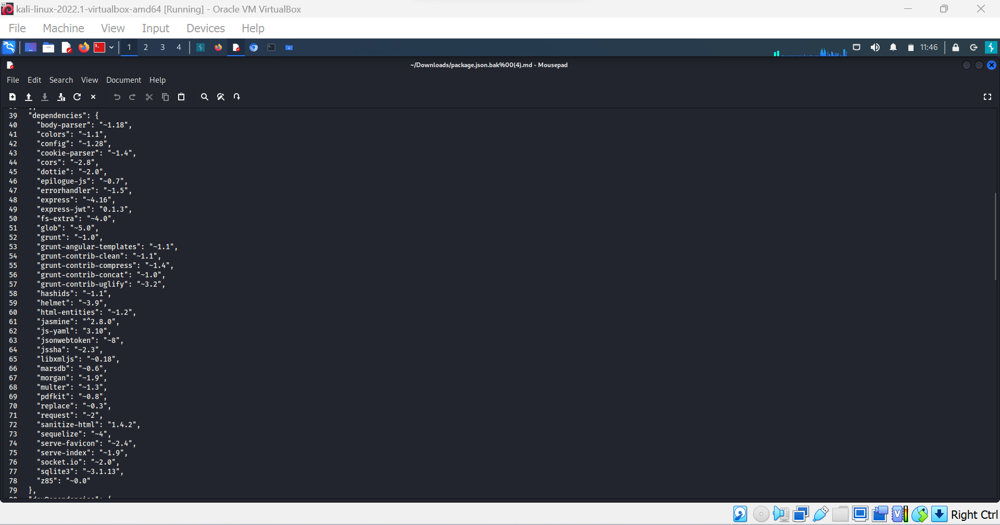 kali-linux-2022.1-virtualbox-amd64 [Running] - Oracle VM VirtualBox
File Machine View Input Devices Help
1 2 3 4 11:46
~/Downloads/package.json.bak%00(4).md - Mousepad
File Edit Search View Document Help
39 "dependencies": {
40 "body-parser": "~1.18",
41 "colors": "~1.1",
42 "config": "~1.28",
43 "cookie-parser": "~1.4",
44 "cors": "~2.8",
45 "dottie": "~2.0",
46 "epilogue-js": "~0.7",
47 "errorhandler": "~1.5",
48 "express": "~4.16",
49 "express-jwt": "0.1.3",
50 "fs-extra": "~4.0",
51 "glob": "~5.0",
52 "grunt": "~1.0",
53 "grunt-angular-templates": "~1.1",
54 "grunt-contrib-clean": "~1.1",
55 "grunt-contrib-compress": "~1.4",
56 "grunt-contrib-concat": "~1.0",
57 "grunt-contrib-uglify": "~3.2",
58 "hashids": "~1.1",
59 "helmet": "~3.9",
60 "html-entities": "~1.2",
61 "jasmine": "^2.8.0",
62 "js-yaml": "3.10",
63 "jsonwebtoken": "~8",
64 "jssha": "~2.3",
65 "libxmljs": "~0.18",
66 "marsdb": "~0.6",
67 "morgan": "~1.9",
68 "multer": "~1.3",
69 "pdfkit": "~0.8",
70 "replace": "~0.3",
71 "request": "~2",
72 "sanitize-html": "1.4.2",
73 "sequelize": "~4",
74 "serve-favicon": "~2.4",
75 "serve-index": "~1.9",
76 "socket.io": "~2.0",
77 "sqlite3": "~3.1.13",
78 "z85": "~0.0"
79 },
Right Ctrl